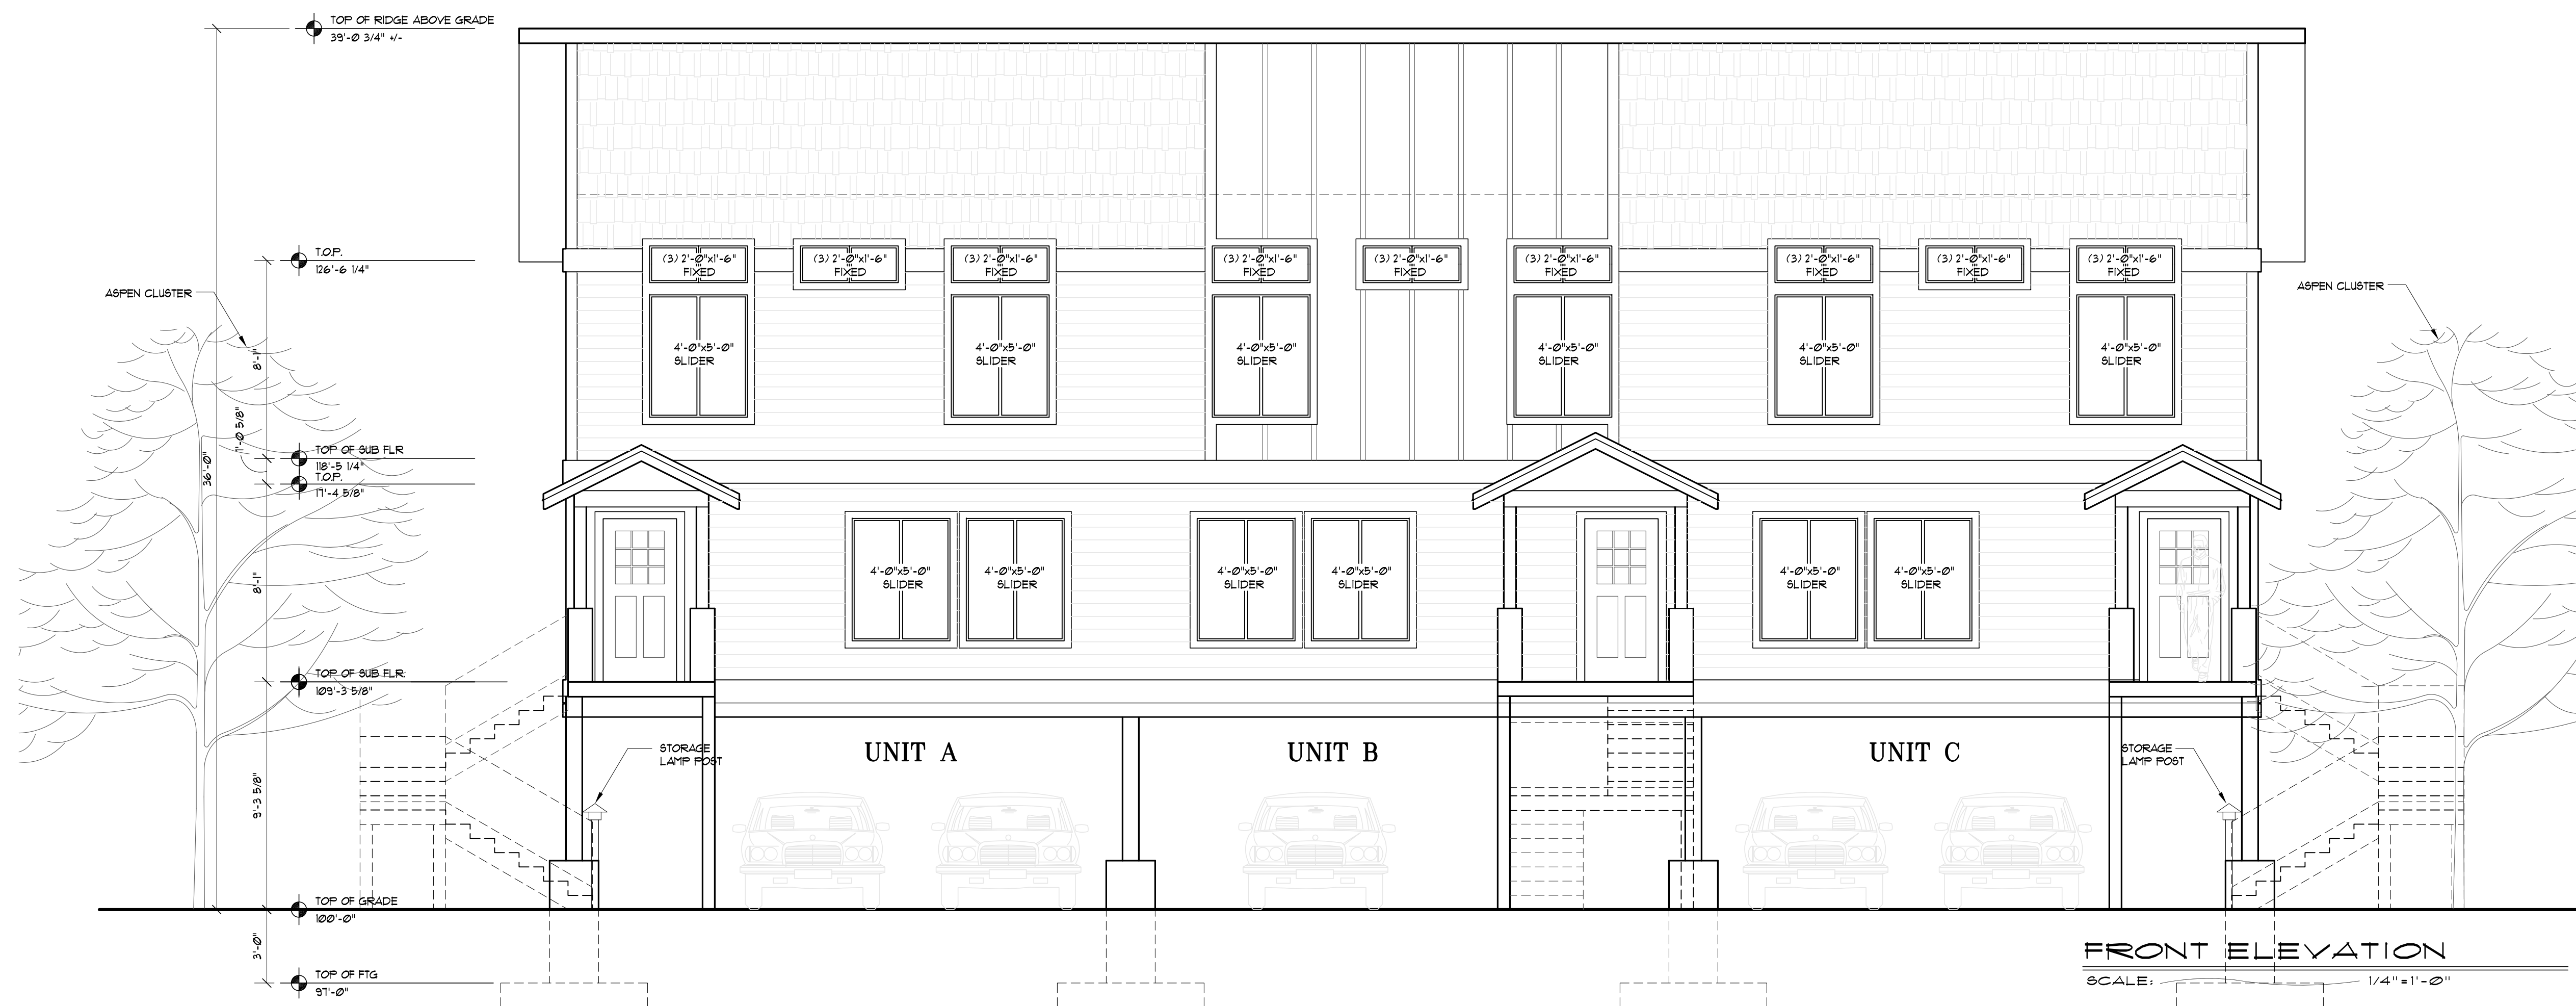 TOP OF RIDGE ABOVE GRADE
39'-0 3/4" +/-
T.O.P.
126'-6 1/4"
ASPEN CLUSTER
ASPEN CLUSTER
(3) 2'-0"x1'-6"
FIXED
(3) 2'-0"x1'-6"
FIXED
(3) 2'-0"x1'-6"
FIXED
(3) 2'-0"x1'-6"
FIXED
(3) 2'-0"x1'-6"
FIXED
(3) 2'-0"x1'-6"
FIXED
(3) 2'-0"x1'-6"
FIXED
(3) 2'-0"x1'-6"
FIXED
(3) 2'-0"x1'-6"
FIXED
4'-0"x5'-0"
SLIDER
4'-0"x5'-0"
SLIDER
4'-0"x5'-0"
SLIDER
4'-0"x5'-0"
SLIDER
4'-0"x5'-0"
SLIDER
4'-0"x5'-0"
SLIDER
8'-1"
11'-0 5/8"
36'-0"
TOP OF SUB FLR
118'-5 1/4"
T.O.P.
17'-4 5/8"
8'-1"
4'-0"x5'-0"
SLIDER
4'-0"x5'-0"
SLIDER
4'-0"x5'-0"
SLIDER
4'-0"x5'-0"
SLIDER
4'-0"x5'-0"
SLIDER
4'-0"x5'-0"
SLIDER
TOP OF SUB FLR
109'-3 5/8"
9'-3 5/8"
STORAGE
LAMP POST
UNIT A
UNIT B
UNIT C
STORAGE
LAMP POST
TOP OF GRADE
100'-0"
3'-0"
TOP OF FTG
97'-0"
FRONT ELEVATION
SCALE: 1/4"=1'-0"